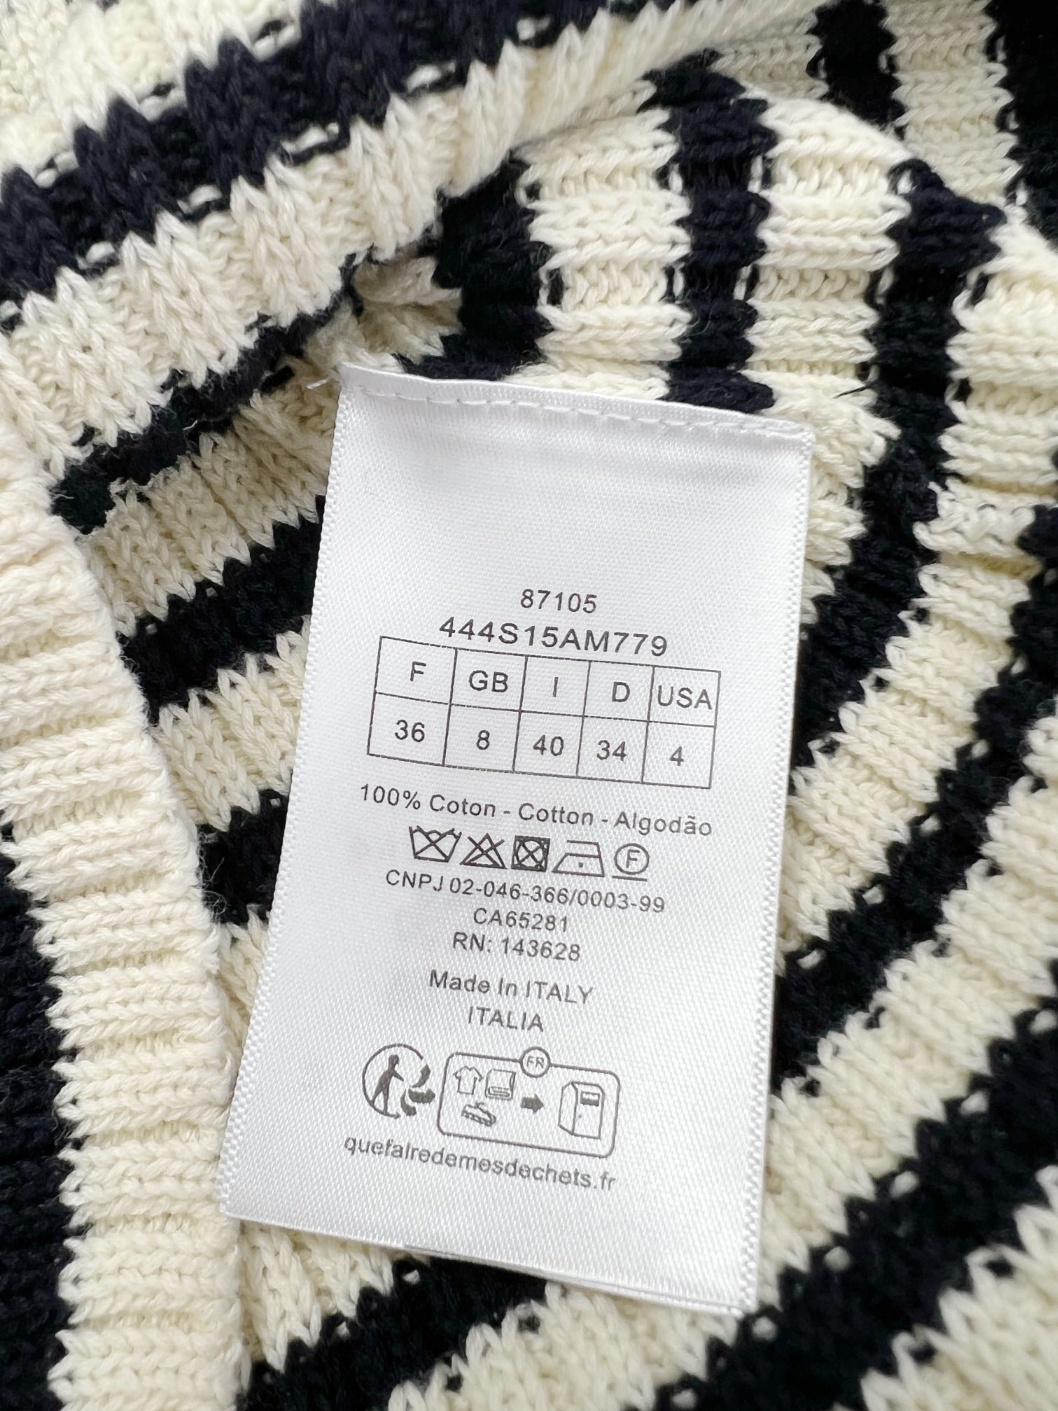 87105
444S15AM779
F GB I D USA
36 8 40 34 4
100% Coton - Cotton - Algodão
F
CNPJ 02-046-366/0003-99
CA65281
RN: 143628
Made In ITALY
ITALIA
FR
quefairedemesdechets.fr